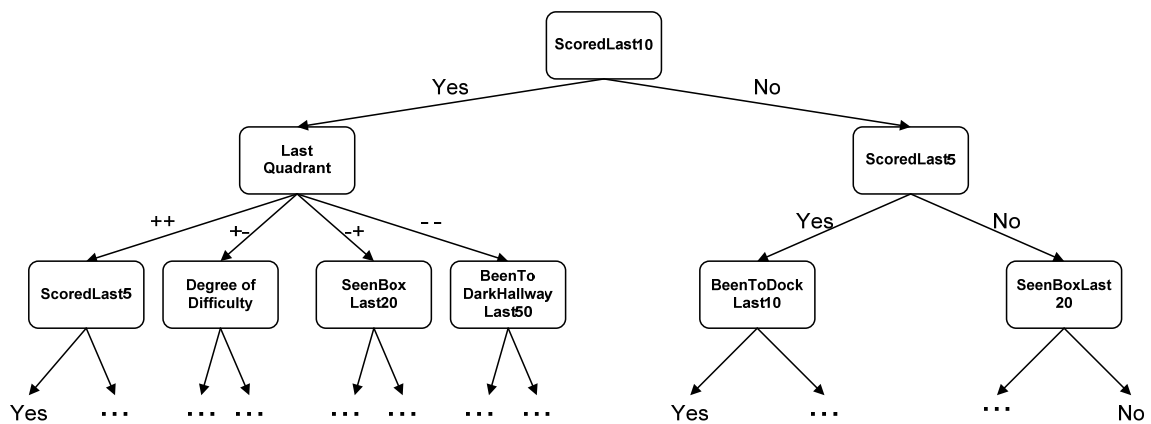 ScoredLast10
Yes
No
Last
Quadrant
ScoredLast5
++
+-
-+
--
Yes
No
ScoredLast5
Degree of
Difficulty
SeenBox
Last20
BeenTo
DarkHallway
Last50
BeenToDock
Last10
SeenBoxLast
20
Yes
...
...
...
...
...
...
...
Yes
...
...
No